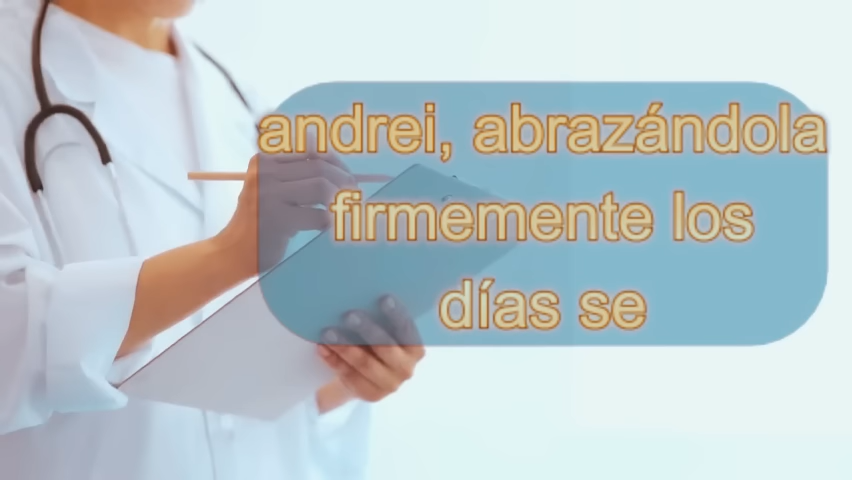 andrei, abrazándola
firmemente los
días se